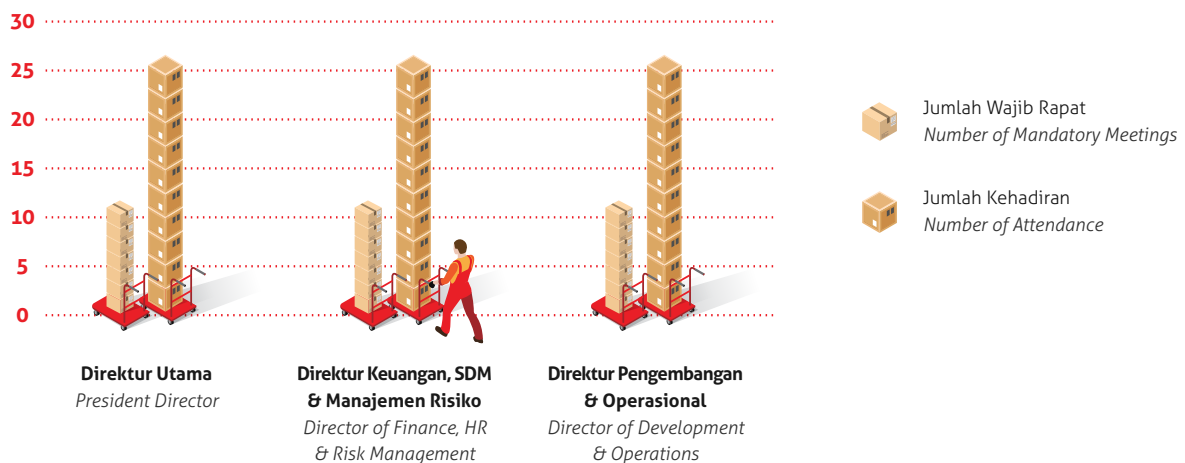 30
25
20
15
10
5
0
Direktur Utama
President Director
Direktur Keuangan, SDM
& Manajemen Risiko
Director of Finance, HR
& Risk Management
Direktur Pengembangan
& Operasional
Director of Development
& Operations
Jumlah Wajib Rapat
Number of Mandatory Meetings
Jumlah Kehadiran
Number of Attendance